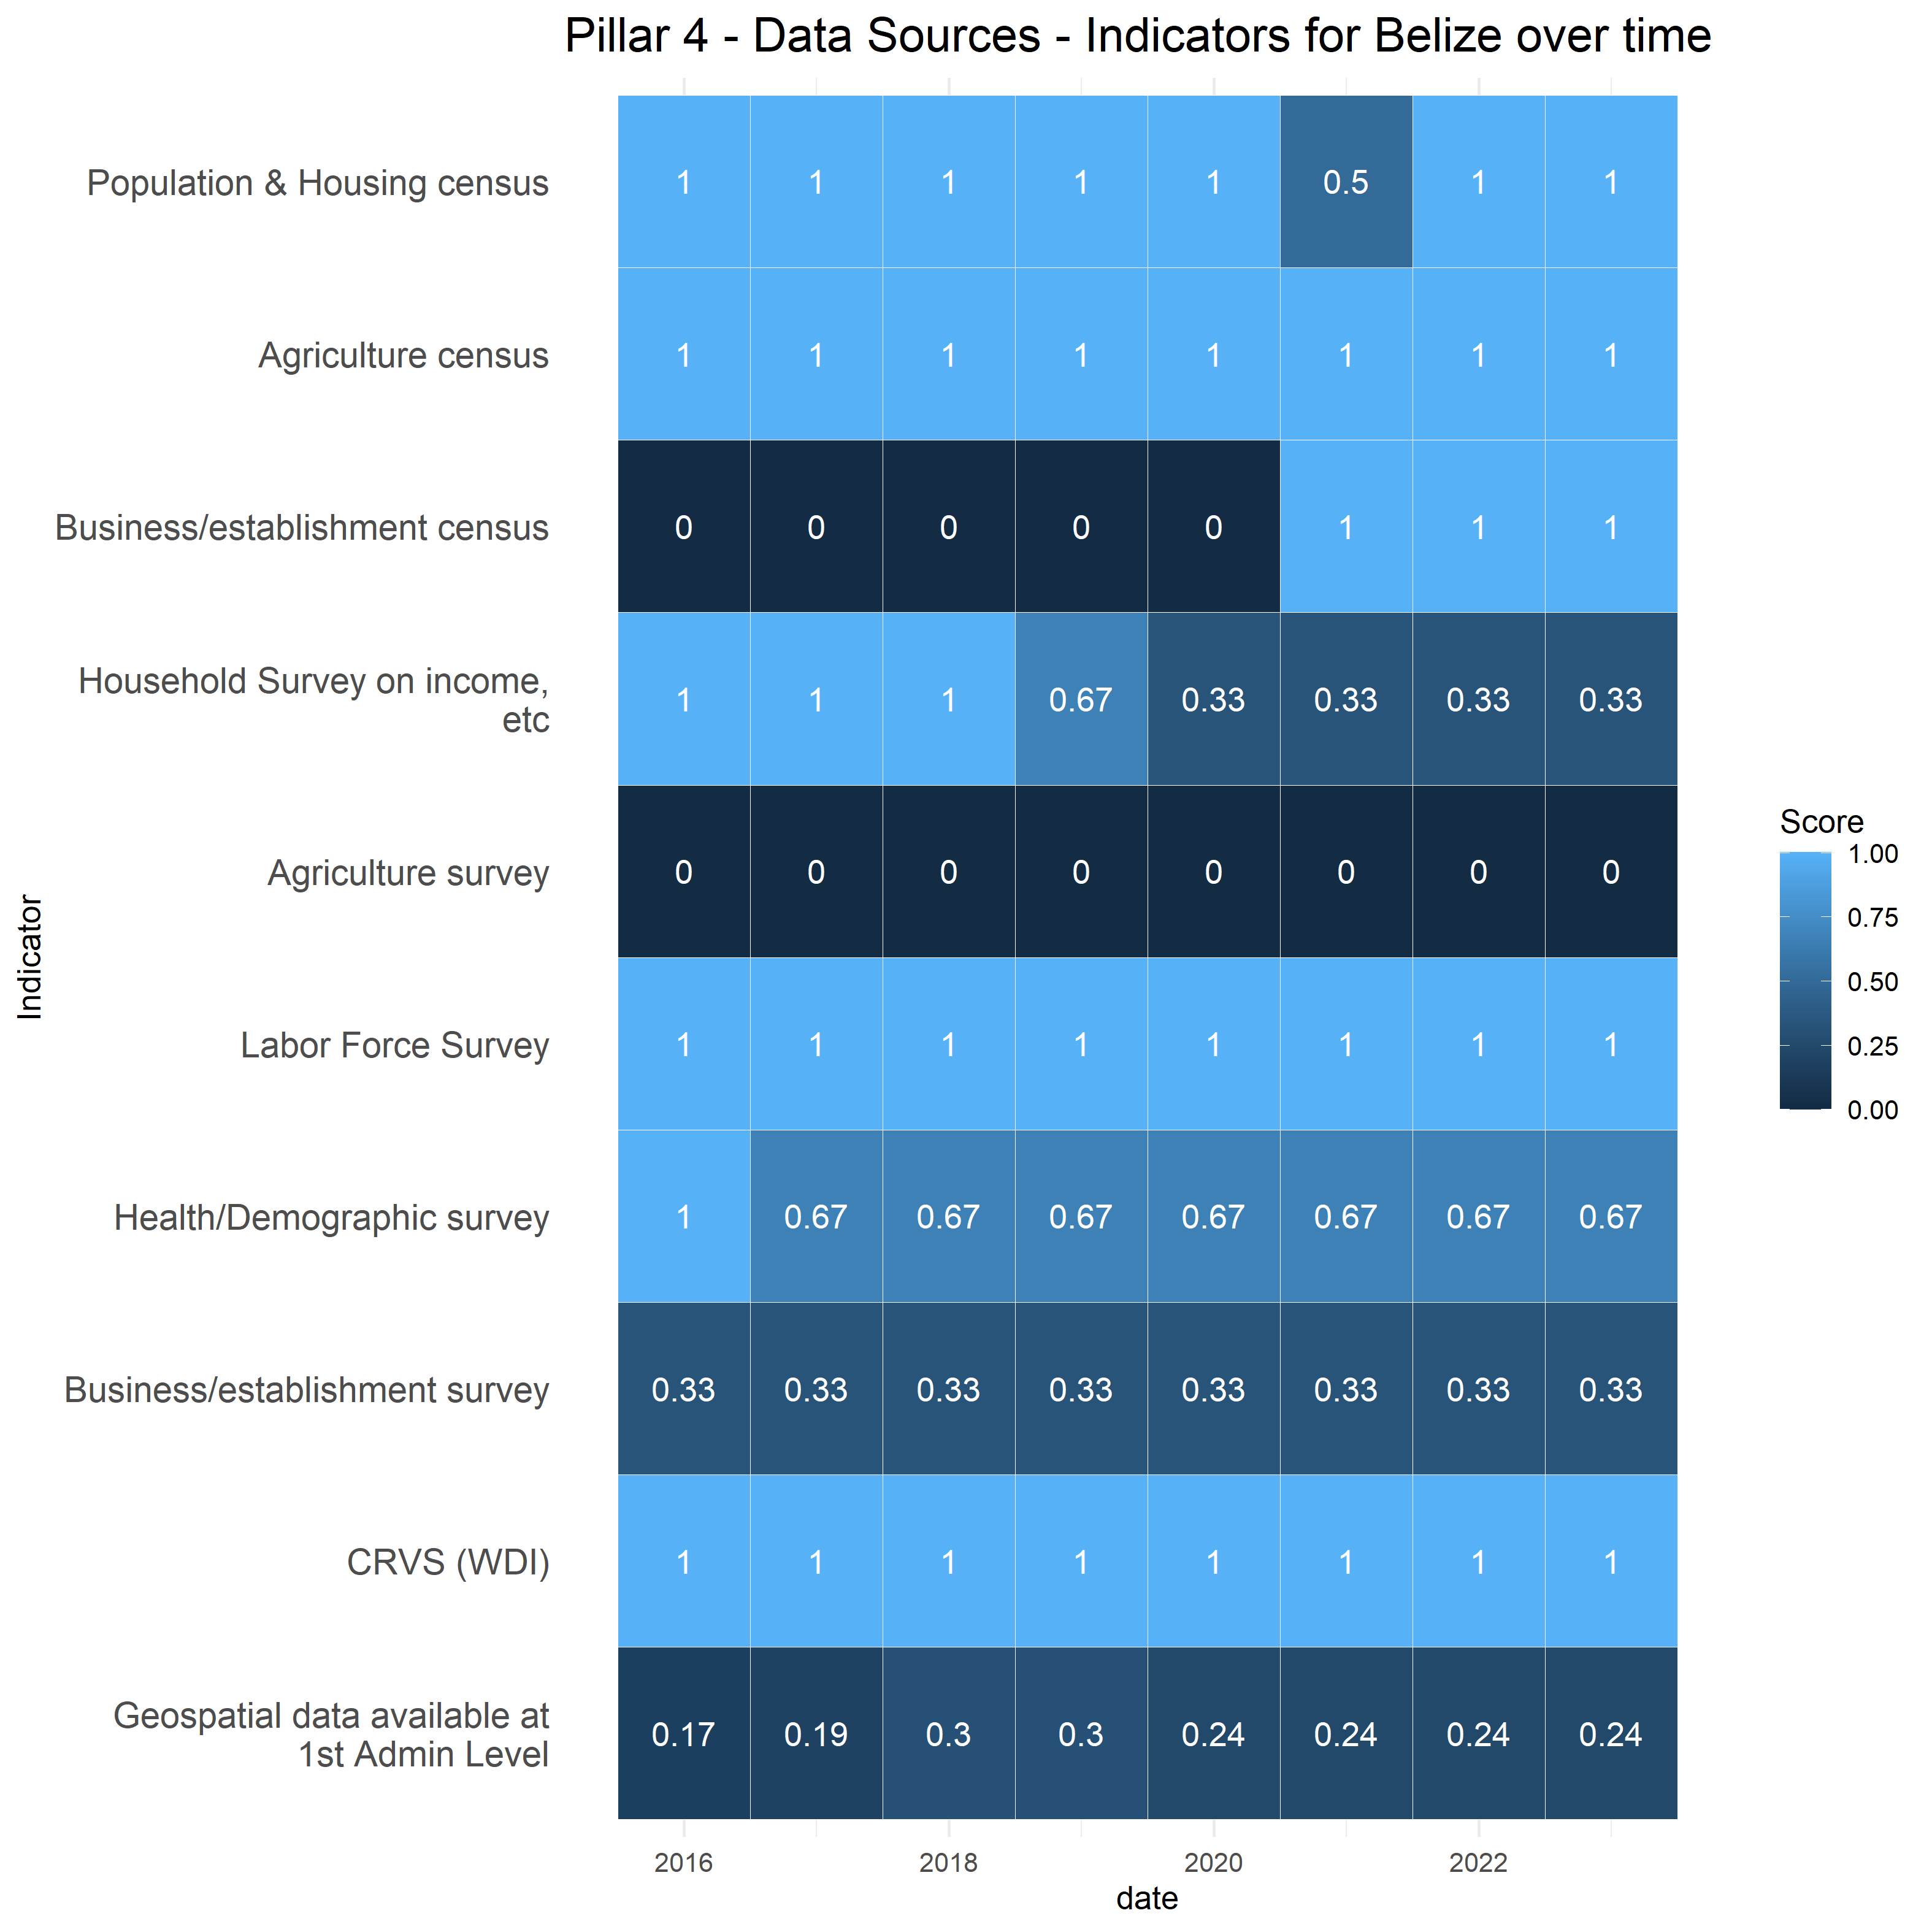 Pillar 4 - Data Sources - Indicators for Belize over time
Population & Housing census
1 1 1 1 1 0.5 1 1
Agriculture census
1 1 1 1 1 1 1 1
Business/establishment census
0 0 0 0 0 1 1 1
Household Survey on income,
etc
1 1 1 0.67 0.33 0.33 0.33 0.33
Agriculture survey
0 0 0 0 0 0 0 0
Labor Force Survey
1 1 1 1 1 1 1 1
Health/Demographic survey
1 0.67 0.67 0.67 0.67 0.67 0.67 0.67
Business/establishment survey
0.33 0.33 0.33 0.33 0.33 0.33 0.33 0.33
CRVS (WDI)
1 1 1 1 1 1 1 1
Geospatial data available at
1st Admin Level
0.17 0.19 0.3 0.3 0.24 0.24 0.24 0.24
2016 2018 2020 2022
date
Indicator
Score
1.00
0.75
0.50
0.25
0.00